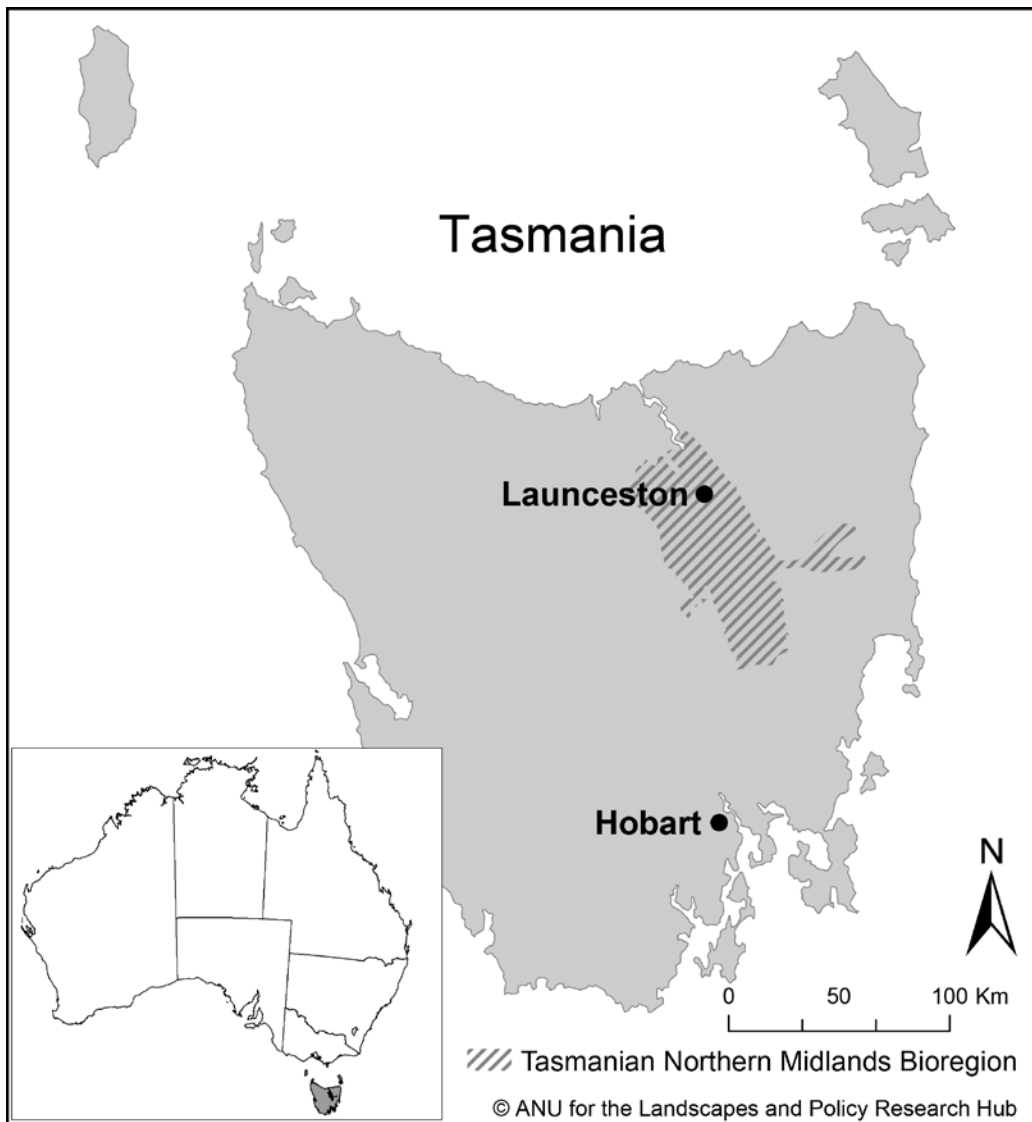 Tasmania
Launceston
Hobart
N
0 50 100 Km
Tasmanian Northern Midlands Bioregion
© ANU for the Landscapes and Policy Research Hub